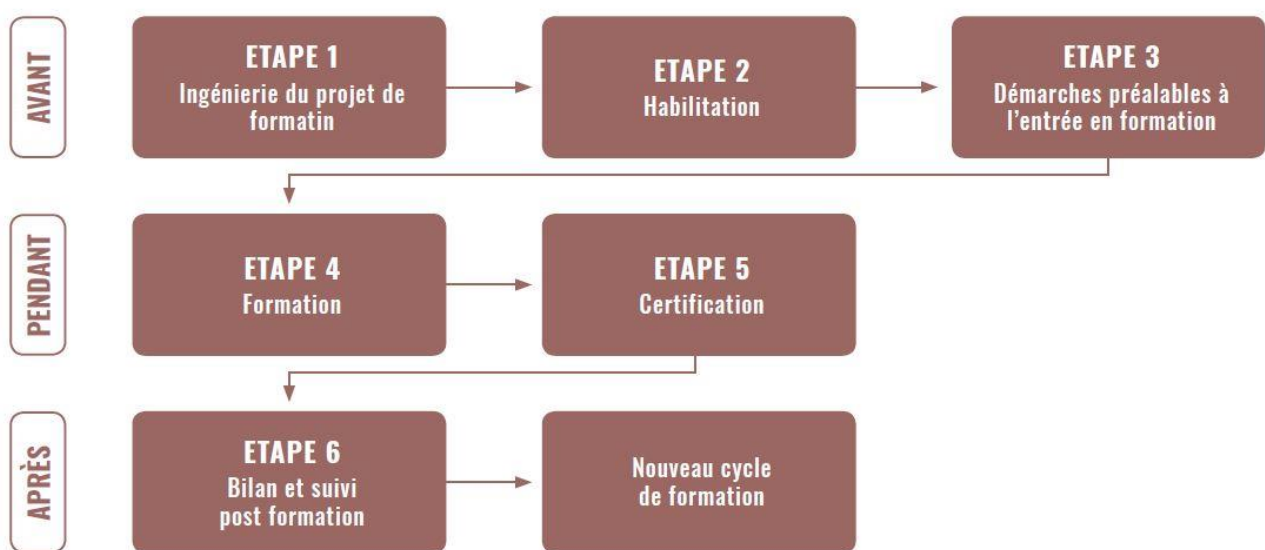 AVANT
ETAPE 1
Ingénierie du projet de
formatin
ETAPE 2
Habilitation
ETAPE 3
Démarches préalables à
l'entrée en formation
PENDANT
ETAPE 4
Formation
ETAPE 5
Certification
APRÈS
ETAPE 6
Bilan et suivi
post formation
Nouveau cycle
de formation